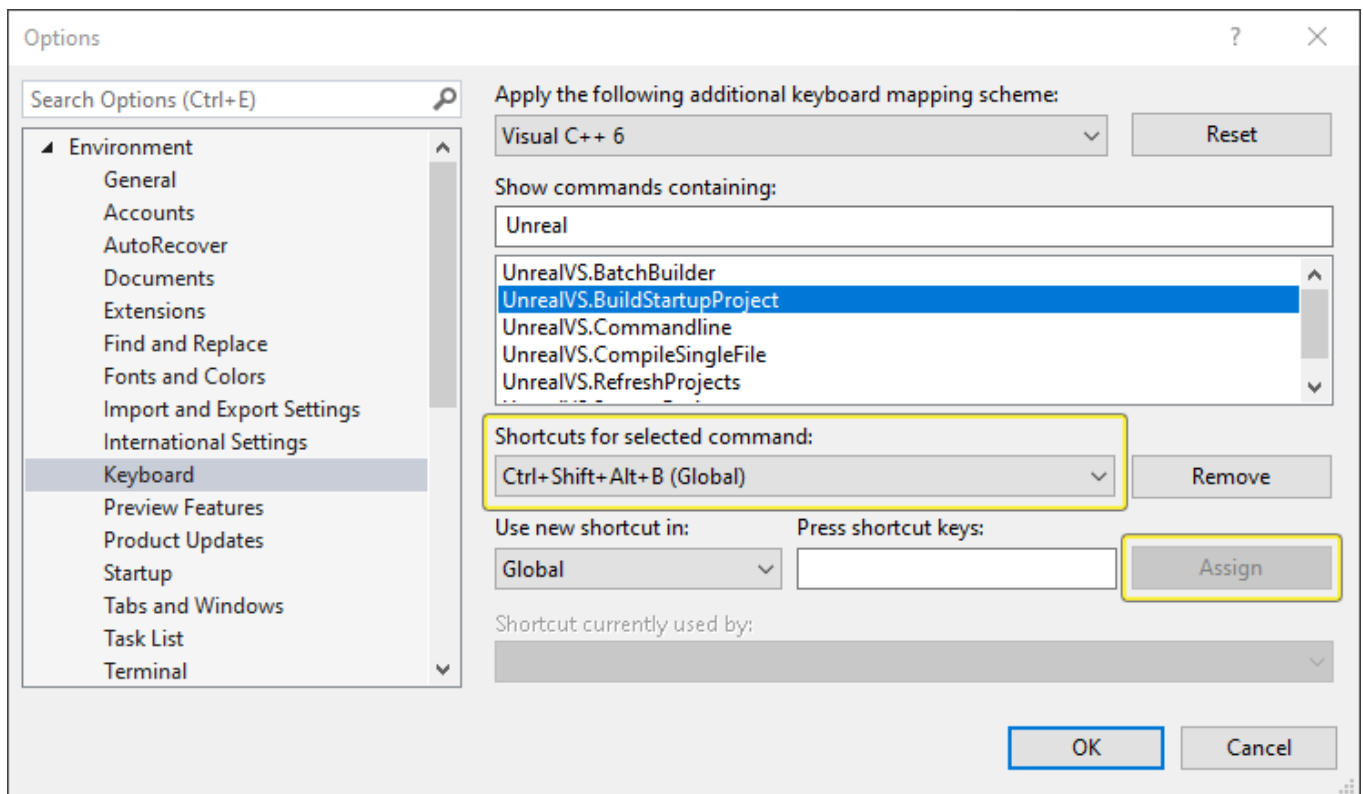 Options
Search Options (Ctrl+E)
Environment
General
Accounts
AutoRecover
Documents
Extensions
Find and Replace
Fonts and Colors
Import and Export Settings
International Settings
Keyboard
Preview Features
Product Updates
Startup
Tabs and Windows
Task List
Terminal
Apply the following additional keyboard mapping scheme:
Visual C++ 6
Reset
Show commands containing:
Unreal
UnrealVS.BatchBuilder
UnrealVS.BuildStartupProject
UnrealVS.Commandline
UnrealVS.CompileSingleFile
UnrealVS.RefreshProjects
Shortcuts for selected command:
Ctrl+Shift+Alt+B (Global)
Remove
Use new shortcut in:
Press shortcut keys:
Global
Assign
Shortcut currently used by:
OK
Cancel